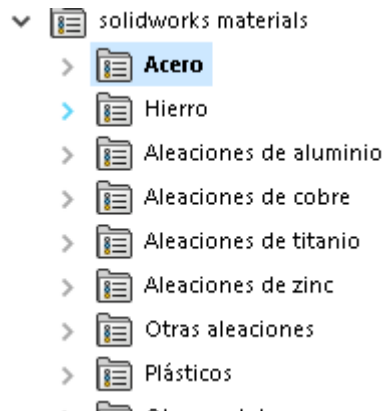 solidworks materials
Acero
Hierro
Aleaciones de aluminio
Aleaciones de cobre
Aleaciones de titanio
Aleaciones de zinc
Otras aleaciones
Plásticos